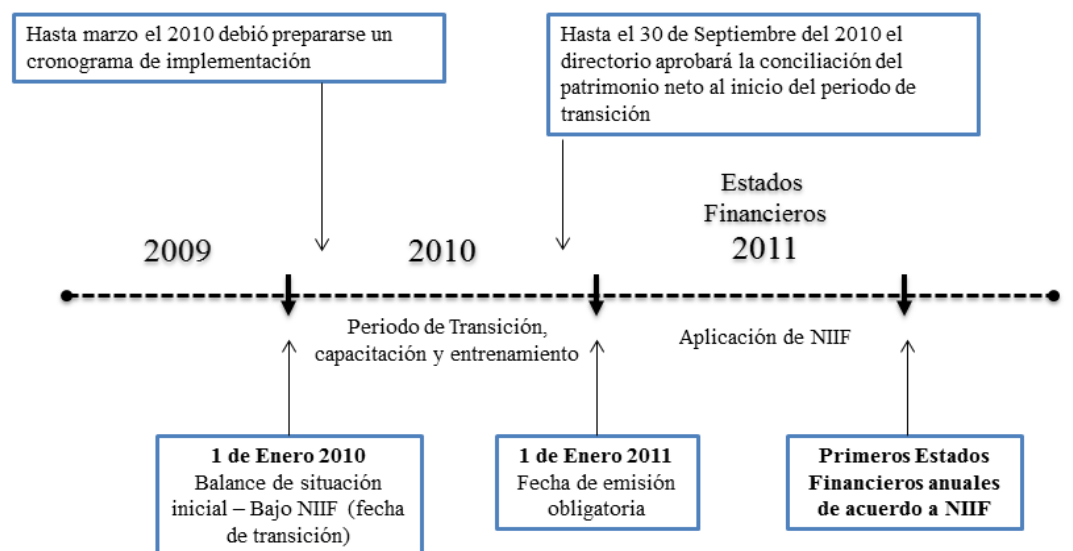 Hasta marzo el 2010 debió prepararse un
cronograma de implementación
Hasta el 30 de Septiembre del 2010 el
directorio aprobará la conciliación del
patrimonio neto al inicio del periodo de
transición
Estados
Financieros
2009
2010
2011
Periodo de Transición,
capacitación y entrenamiento
Aplicación de NIIF
1 de Enero 2010
Balance de situación
inicial – Bajo NIIF (fecha
de transición)
1 de Enero 2011
Fecha de emisión
obligatoria
Primeros Estados
Financieros anuales
de acuerdo a NIIF